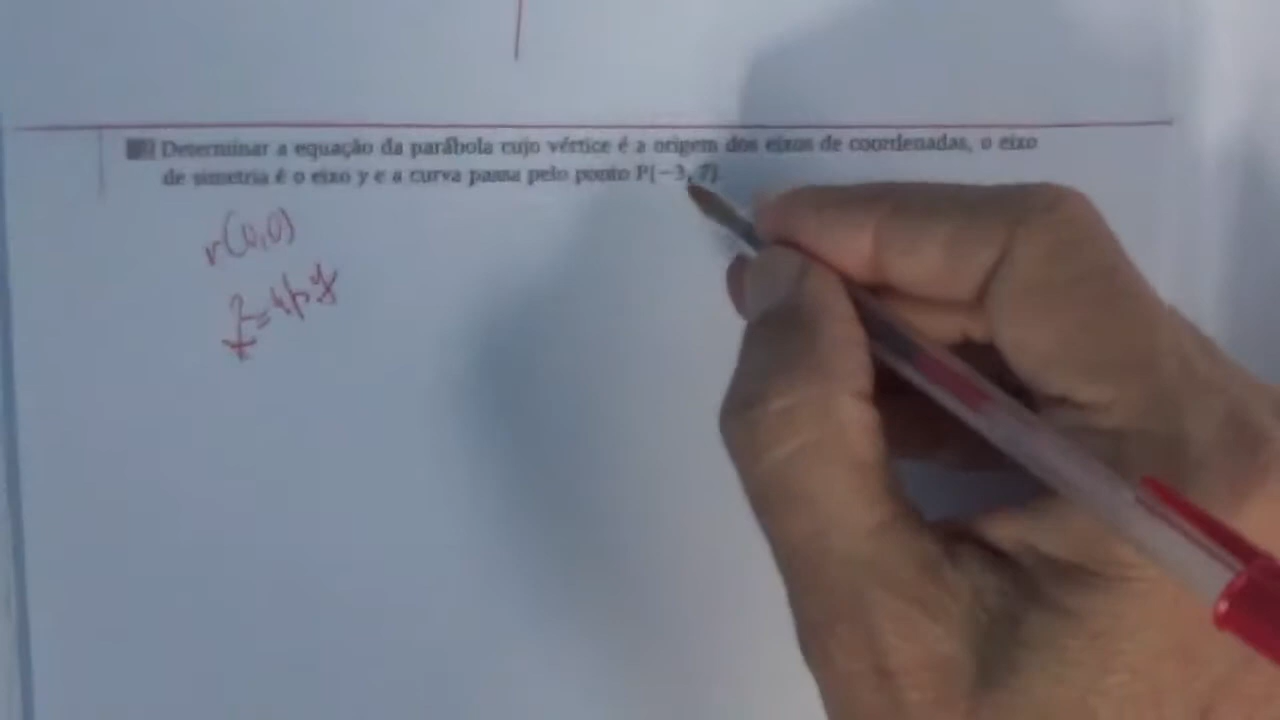 Determinar a equação da parábola cujo vértice é a origem dos eixos de coordenadas, o eixo
de simetria é o eixo y e a curva passa pelo ponto P(−3, 7).
v(0,0)
x²=4py